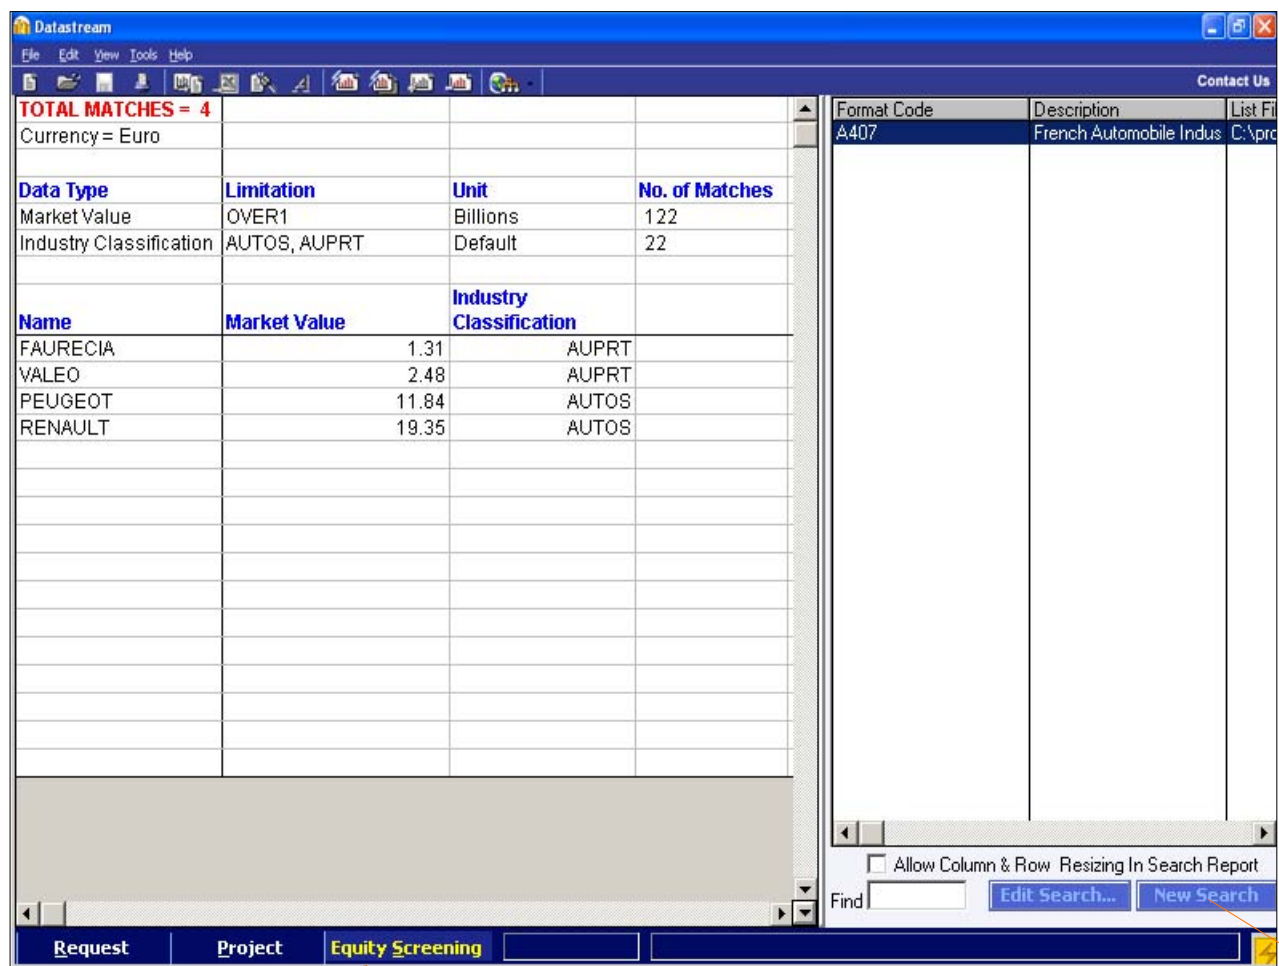 Datastream
File Edit View Tools Help
Contact Us
TOTAL MATCHES = 4
Currency = Euro
Data Type Limitation Unit No. of Matches
Market Value OVER1 Billions 122
Industry Classification AUTOS, AUPRT Default 22
Name Market Value Industry Classification
FAURECIA 1.31 AUPRT
VALEO 2.48 AUPRT
PEUGEOT 11.84 AUTOS
RENAULT 19.35 AUTOS
Format Code Description List Fi
A407 French Automobile Indus C:\prc
Allow Column & Row Resizing In Search Report
Find Edit Search... New Search
Request Project Equity Screening